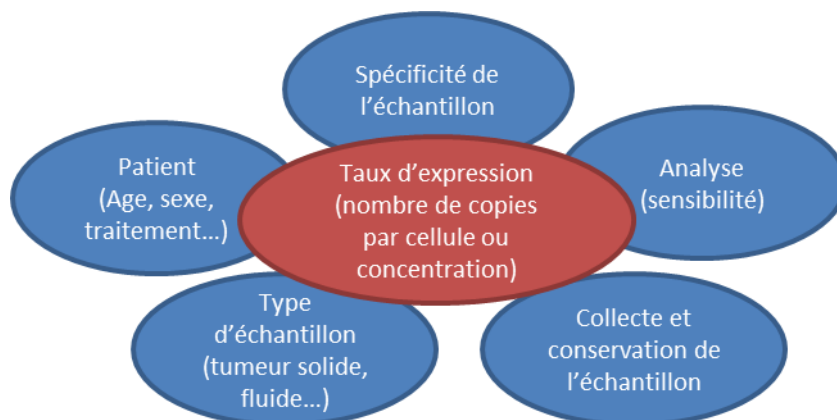 Spécificité de
l'échantillon
Patient
(Age, sexe,
traitement...)
Taux d'expression
(nombre de copies
par cellule ou
concentration)
Analyse
(sensibilité)
Type
d'échantillon
(tumeur solide,
fluide...)
Collecte et
conservation de
l'échantillon